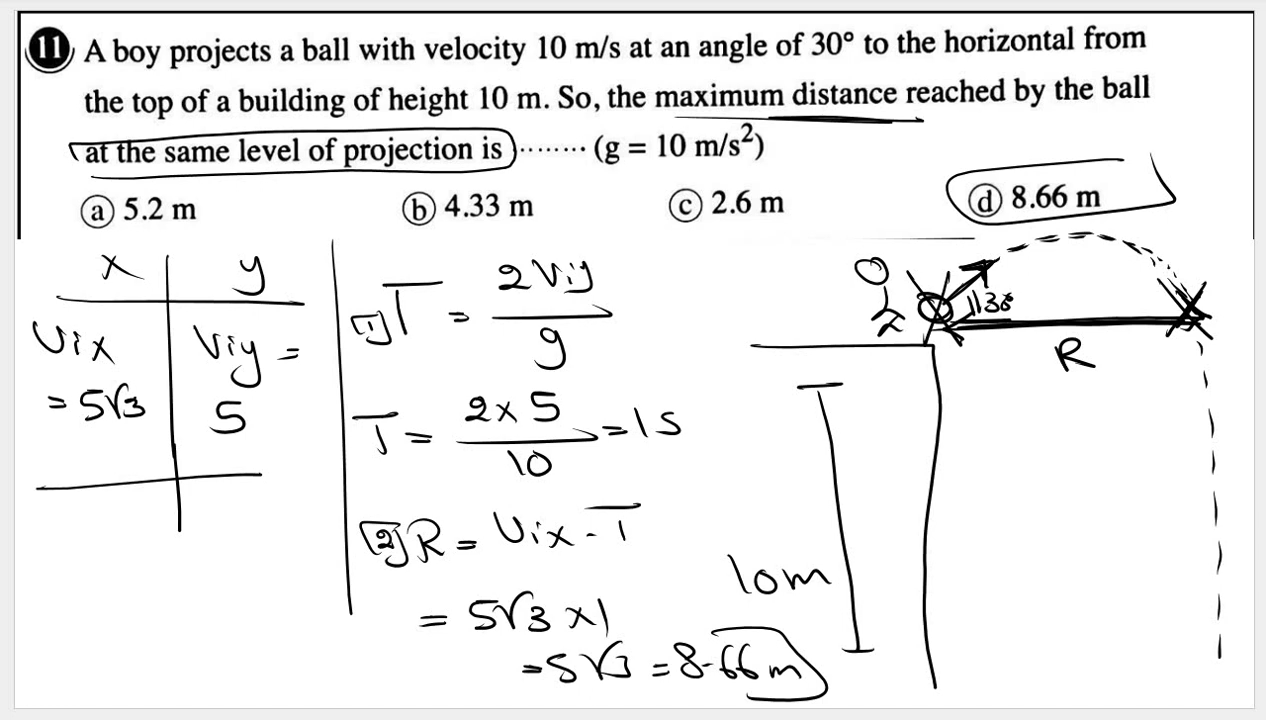 11 A boy projects a ball with velocity 10 m/s at an angle of 30° to the horizontal from
the top of a building of height 10 m. So, the maximum distance reached by the ball
at the same level of projection is ········ (g = 10 m/s²)
ⓐ 5.2 m ⓑ 4.33 m ⓒ 2.6 m ⓓ 8.66 m
x y
Vix = 5√3
Viy = 5
1 T = 2Viy / g
T = 2 x 5 / 10 = 1s
2 R = Vix - T
= 5√3 x 1
= 5√3 = 8.66 m
30
R
10m